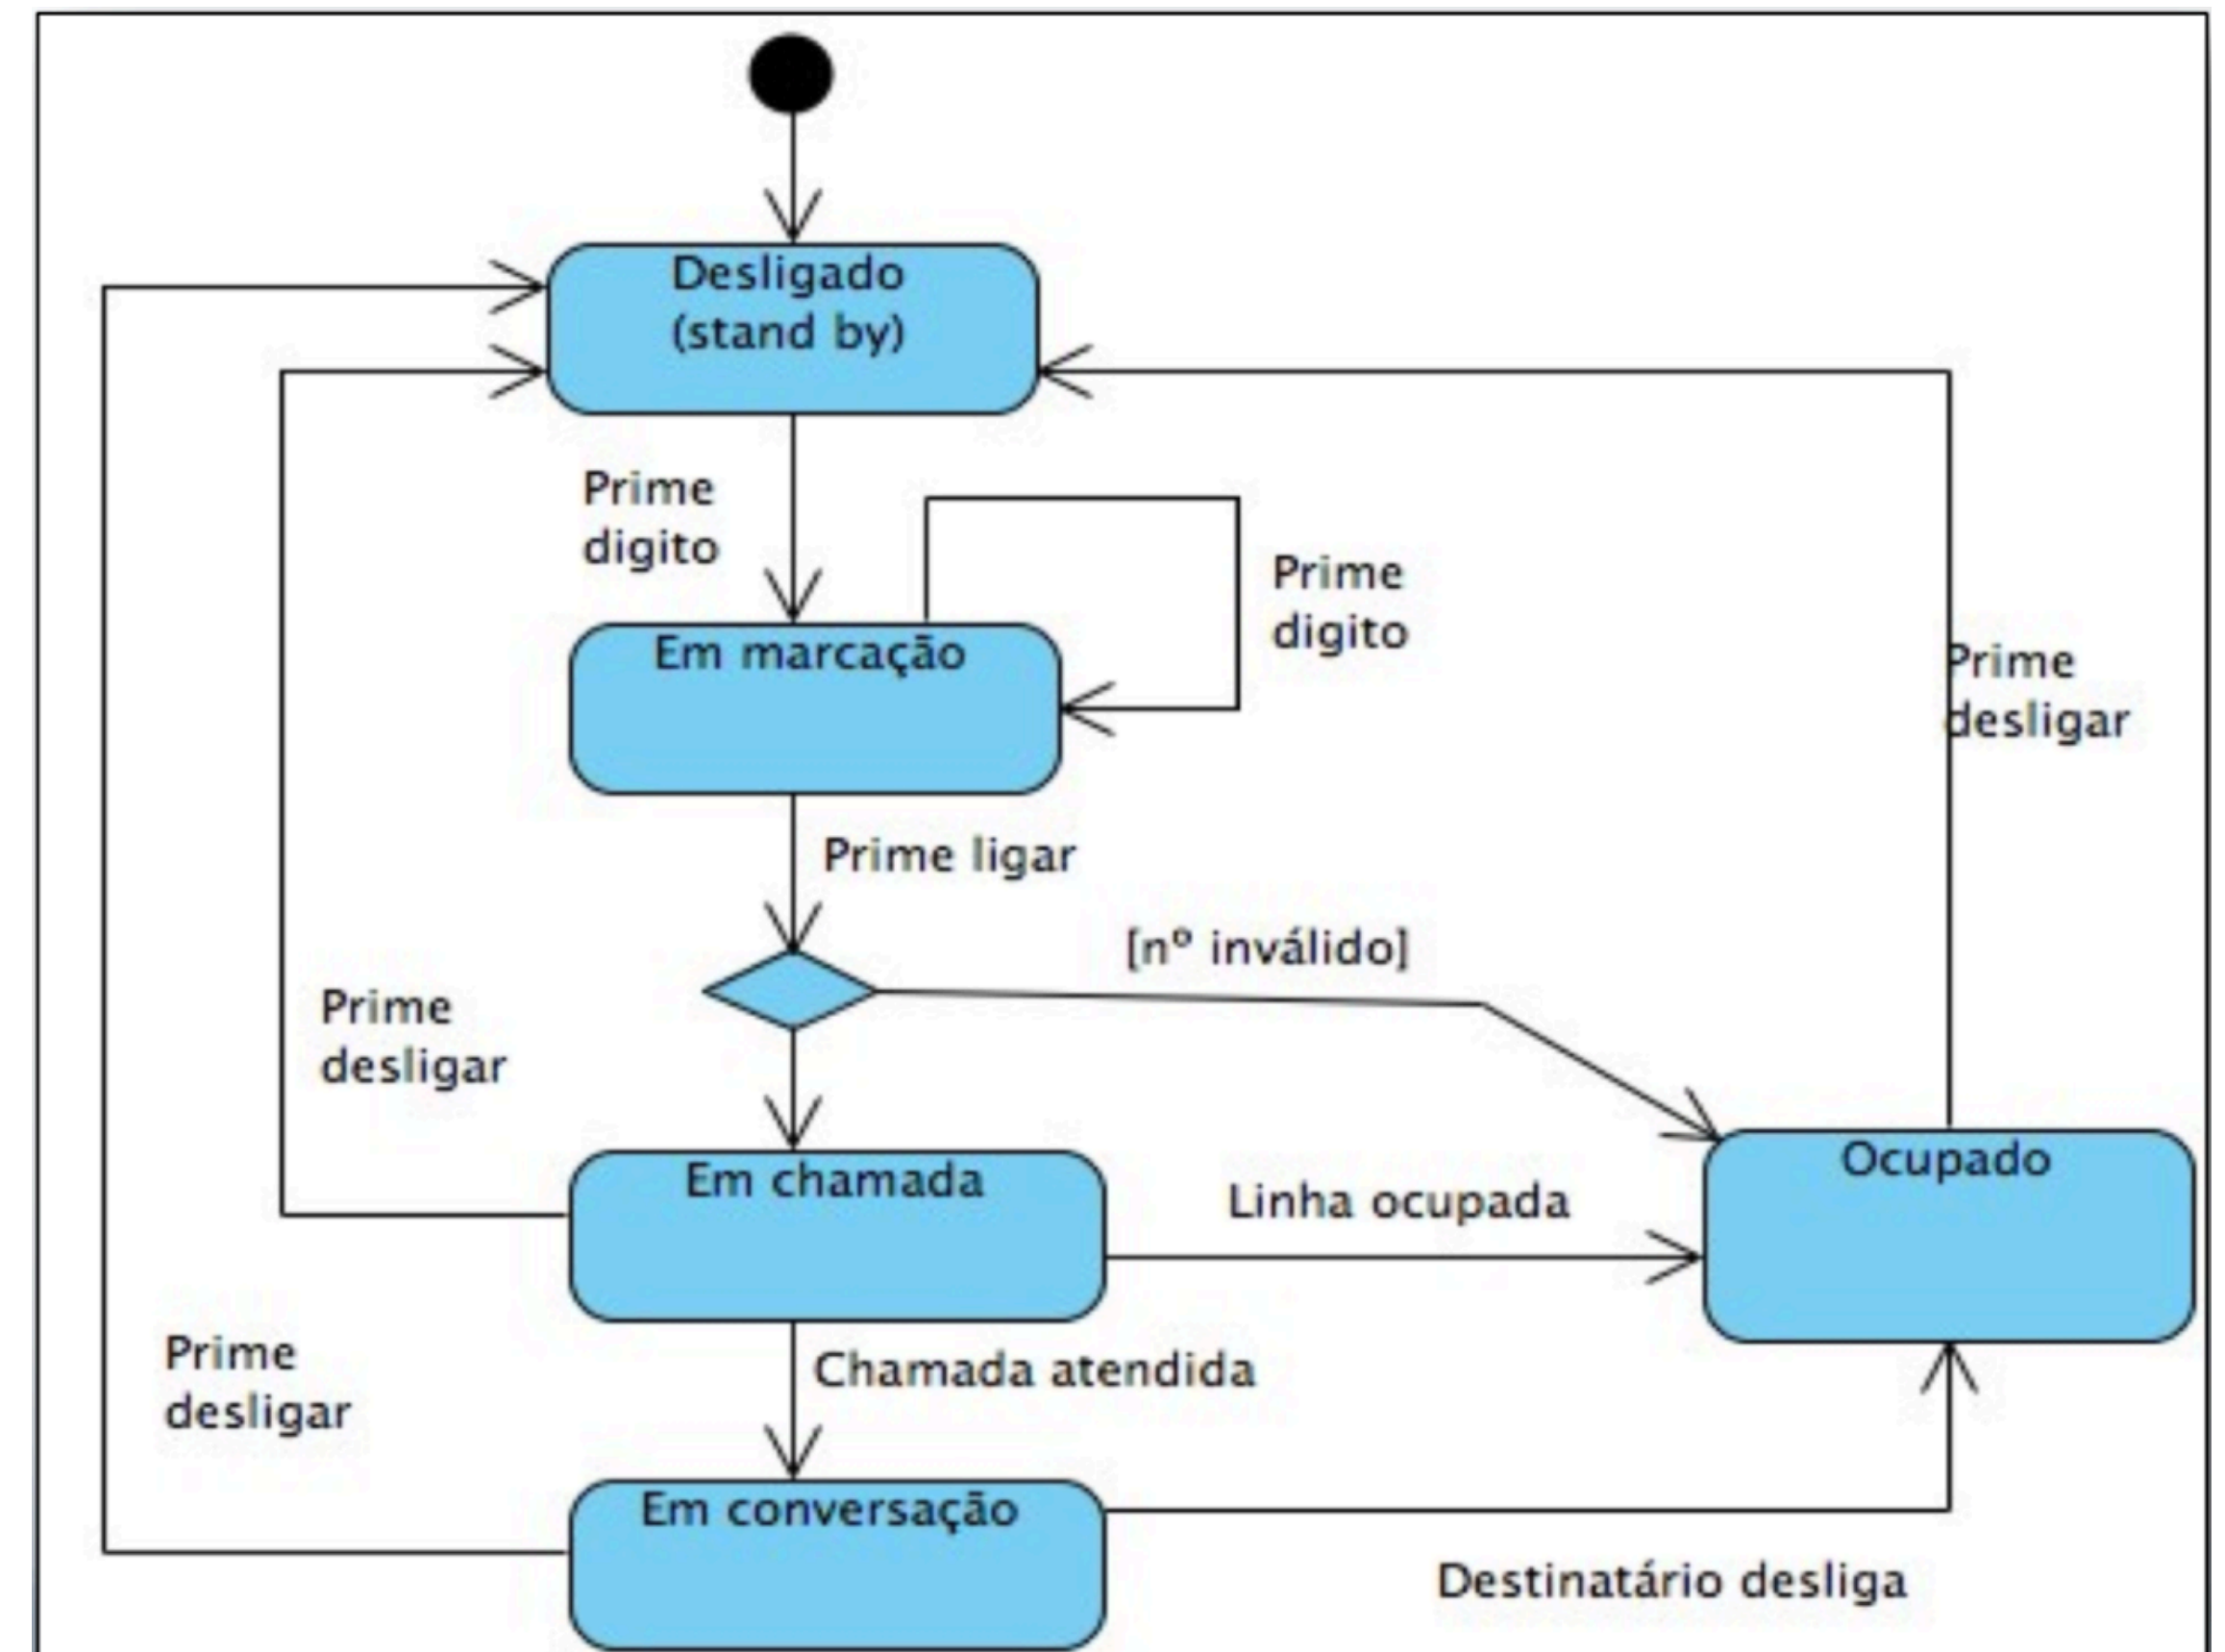 Desligado
(stand by)
Prime
digito
Prime
digito
Em marcação
Prime
desligar
Prime ligar
[nº inválido]
Prime
desligar
Em chamada
Linha ocupada
Ocupado
Prime
desligar
Chamada atendida
Em conversação
Destinatário desliga